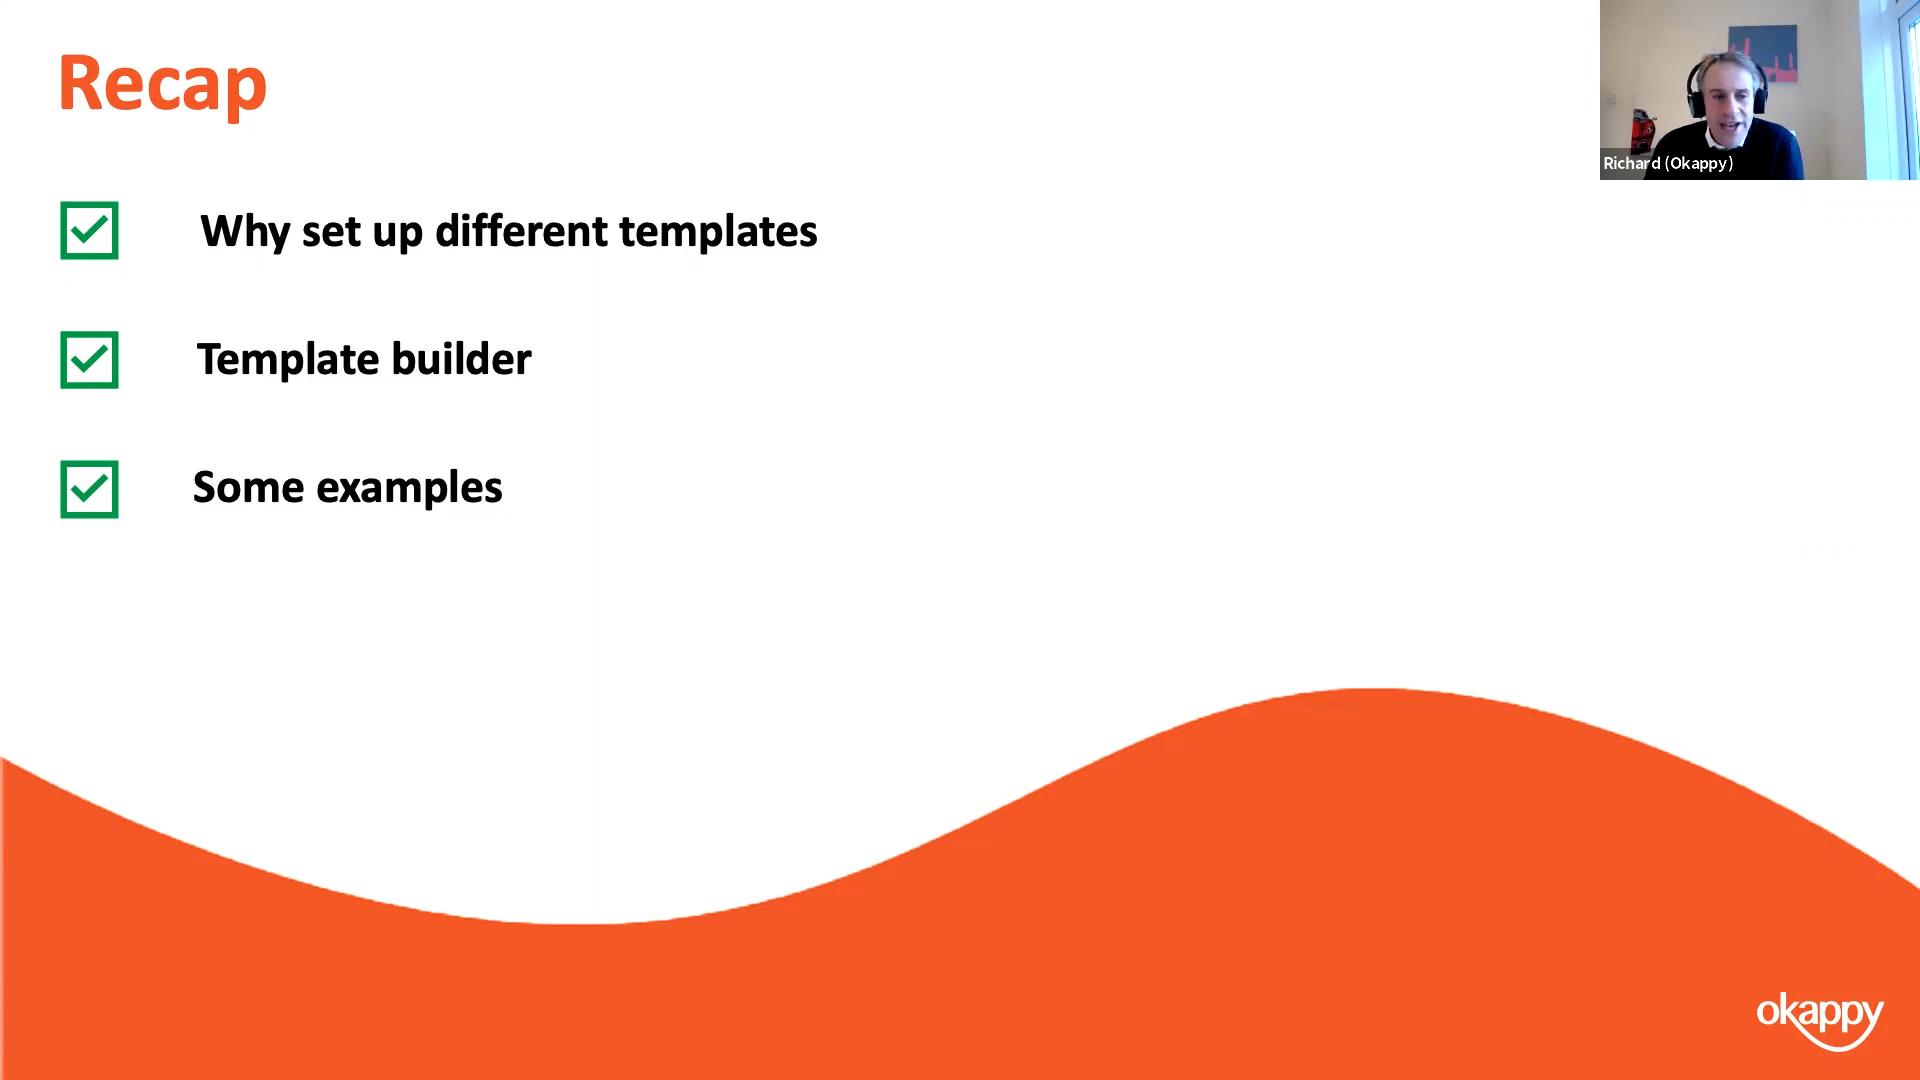 Recap
Richard (Okappy)
Why set up different templates
Template builder
Some examples
okappy